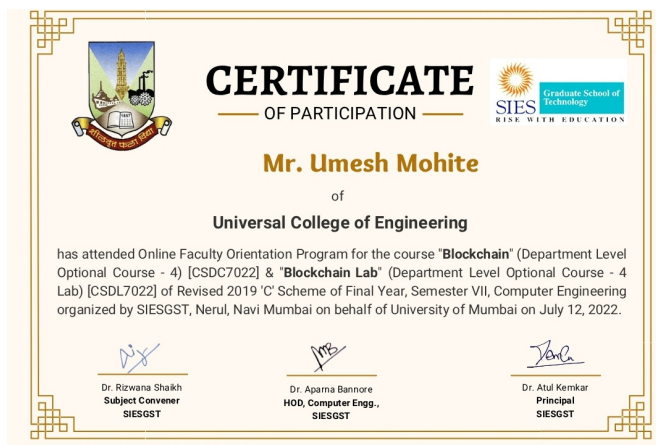 CERTIFICATE
OF PARTICIPATION
SIES
Graduate School of
Technology
RISE WITH EDUCATION
शीलवृत्त फला विद्या
Mr. Umesh Mohite
of
Universal College of Engineering
has attended Online Faculty Orientation Program for the course "Blockchain" (Department Level
Optional Course - 4) [CSDC7022] & "Blockchain Lab" (Department Level Optional Course - 4
Lab) [CSDL7022] of Revised 2019 'C' Scheme of Final Year, Semester VII, Computer Engineering
organized by SIESGST, Nerul, Navi Mumbai on behalf of University of Mumbai on July 12, 2022.
Dr. Rizwana Shaikh
Subject Convener
SIESGST
Dr. Aparna Bannore
HOD, Computer Engg.,
SIESGST
Dr. Atul Kemkar
Principal
SIESGST